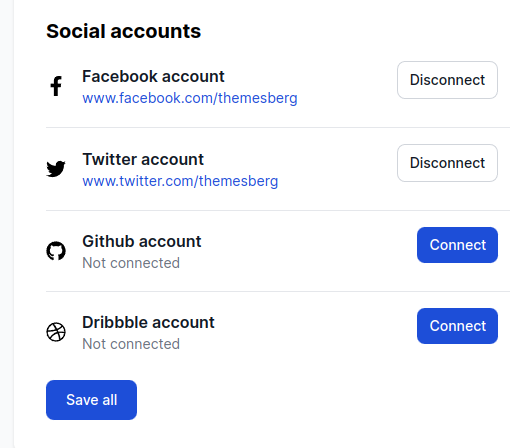 Social accounts
Facebook account
www.facebook.com/themesberg
Disconnect
Twitter account
www.twitter.com/themesberg
Disconnect
Github account
Not connected
Connect
Dribbble account
Not connected
Connect
Save all